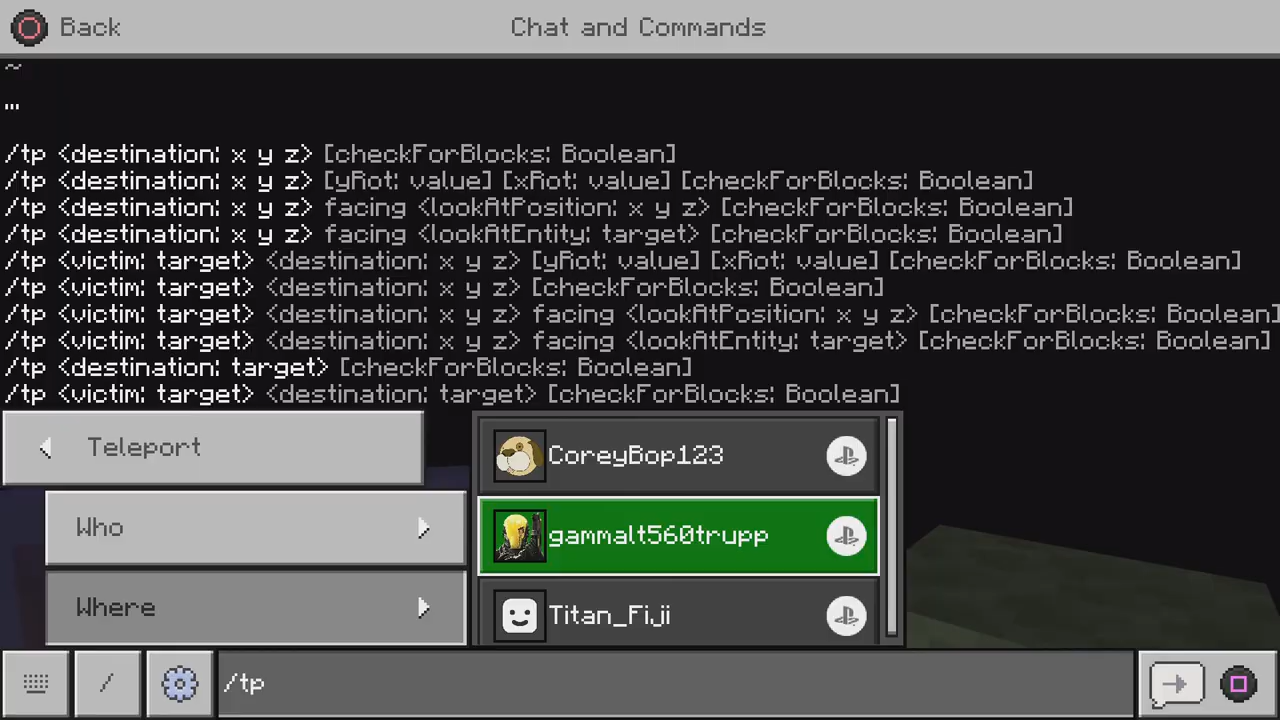 Back
Chat and Commands
~
...
/tp <destination: x y z> [checkForBlocks: Boolean]
/tp <destination: x y z> [yRot: value] [xRot: value] [checkForBlocks: Boolean]
/tp <destination: x y z> facing <lookAtPosition: x y z> [checkForBlocks: Boolean]
/tp <destination: x y z> facing <lookAtEntity: target> [checkForBlocks: Boolean]
/tp <victim: target> <destination: x y z> [yRot: value] [xRot: value] [checkForBlocks: Boolean]
/tp <victim: target> <destination: x y z> [checkForBlocks: Boolean]
/tp <victim: target> <destination: x y z> facing <lookAtPosition: x y z> [checkForBlocks: Boolean]
/tp <victim: target> <destination: x y z> facing <lookAtEntity: target> [checkForBlocks: Boolean]
/tp <destination: target> [checkForBlocks: Boolean]
/tp <victim: target> <destination: target> [checkForBlocks: Boolean]
Teleport
Who
Where
CoreyBop123
gammalt560trupp
Titan_Fiji
/
/tp